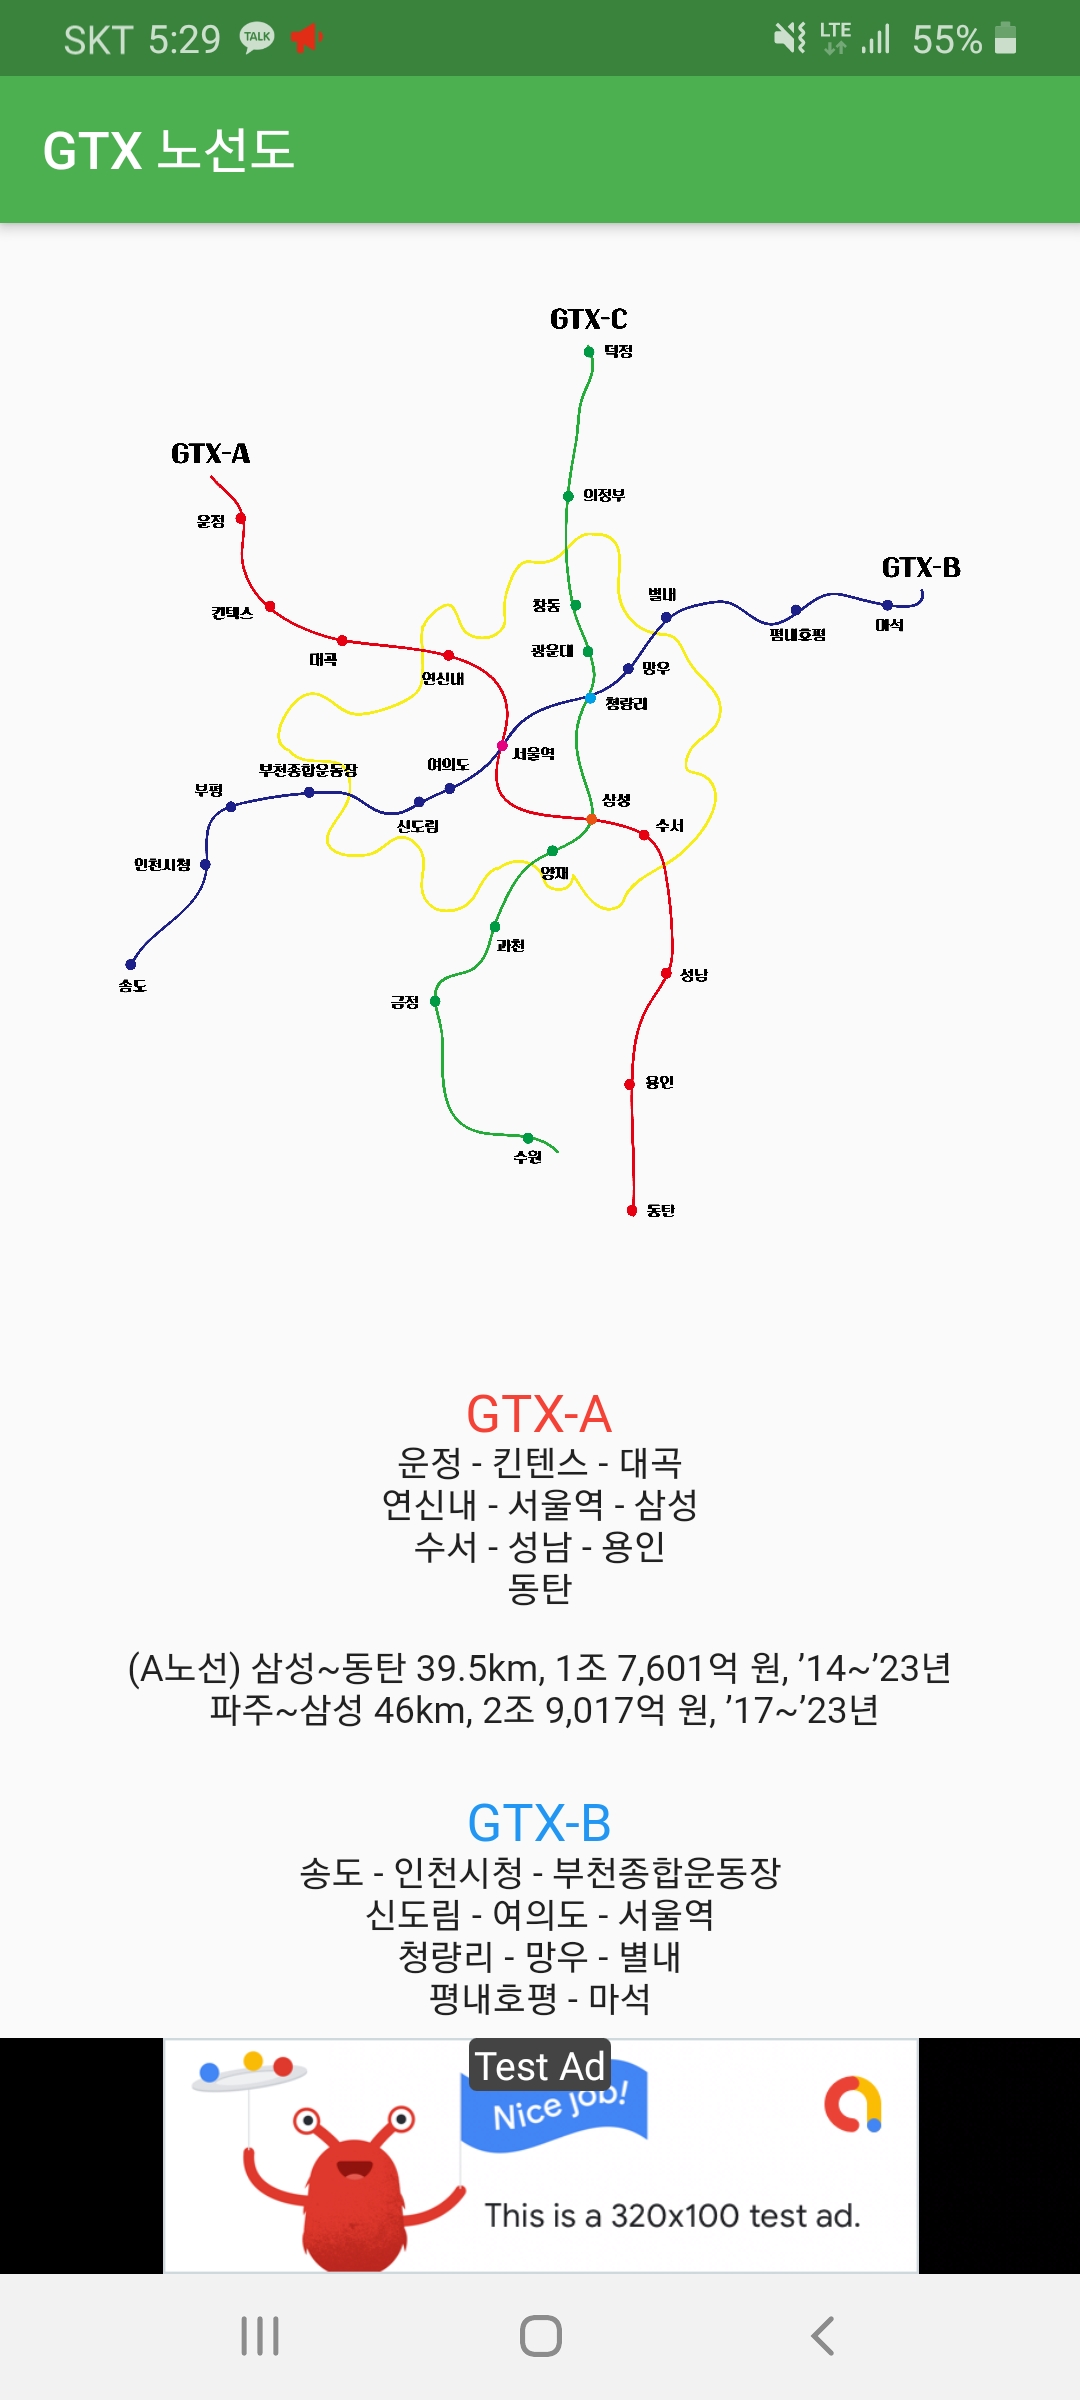 SKT 5:29 TALK LTE 55%
GTX 노선도
GTX-C
덕정
GTX-A
의정부
운정
GTX-B
별내
킨텍스
창동
마석
평내호평
광운대
대곡
망우
연신내
청량리
서울역
여의도
부천종합운동장
부평
삼성
신도림
수서
인천시청
양재
과천
성남
송도
금정
용인
수원
동탄
GTX-A
운정 - 킨텐스 - 대곡
연신내 - 서울역 - 삼성
수서 - 성남 - 용인
동탄
(A노선) 삼성~동탄 39.5km, 1조 7,601억 원, ’14~’23년
파주~삼성 46km, 2조 9,017억 원, ’17~’23년
GTX-B
송도 - 인천시청 - 부천종합운동장
신도림 - 여의도 - 서울역
청량리 - 망우 - 별내
평내호평 - 마석
Test Ad
Nice job!
This is a 320x100 test ad.